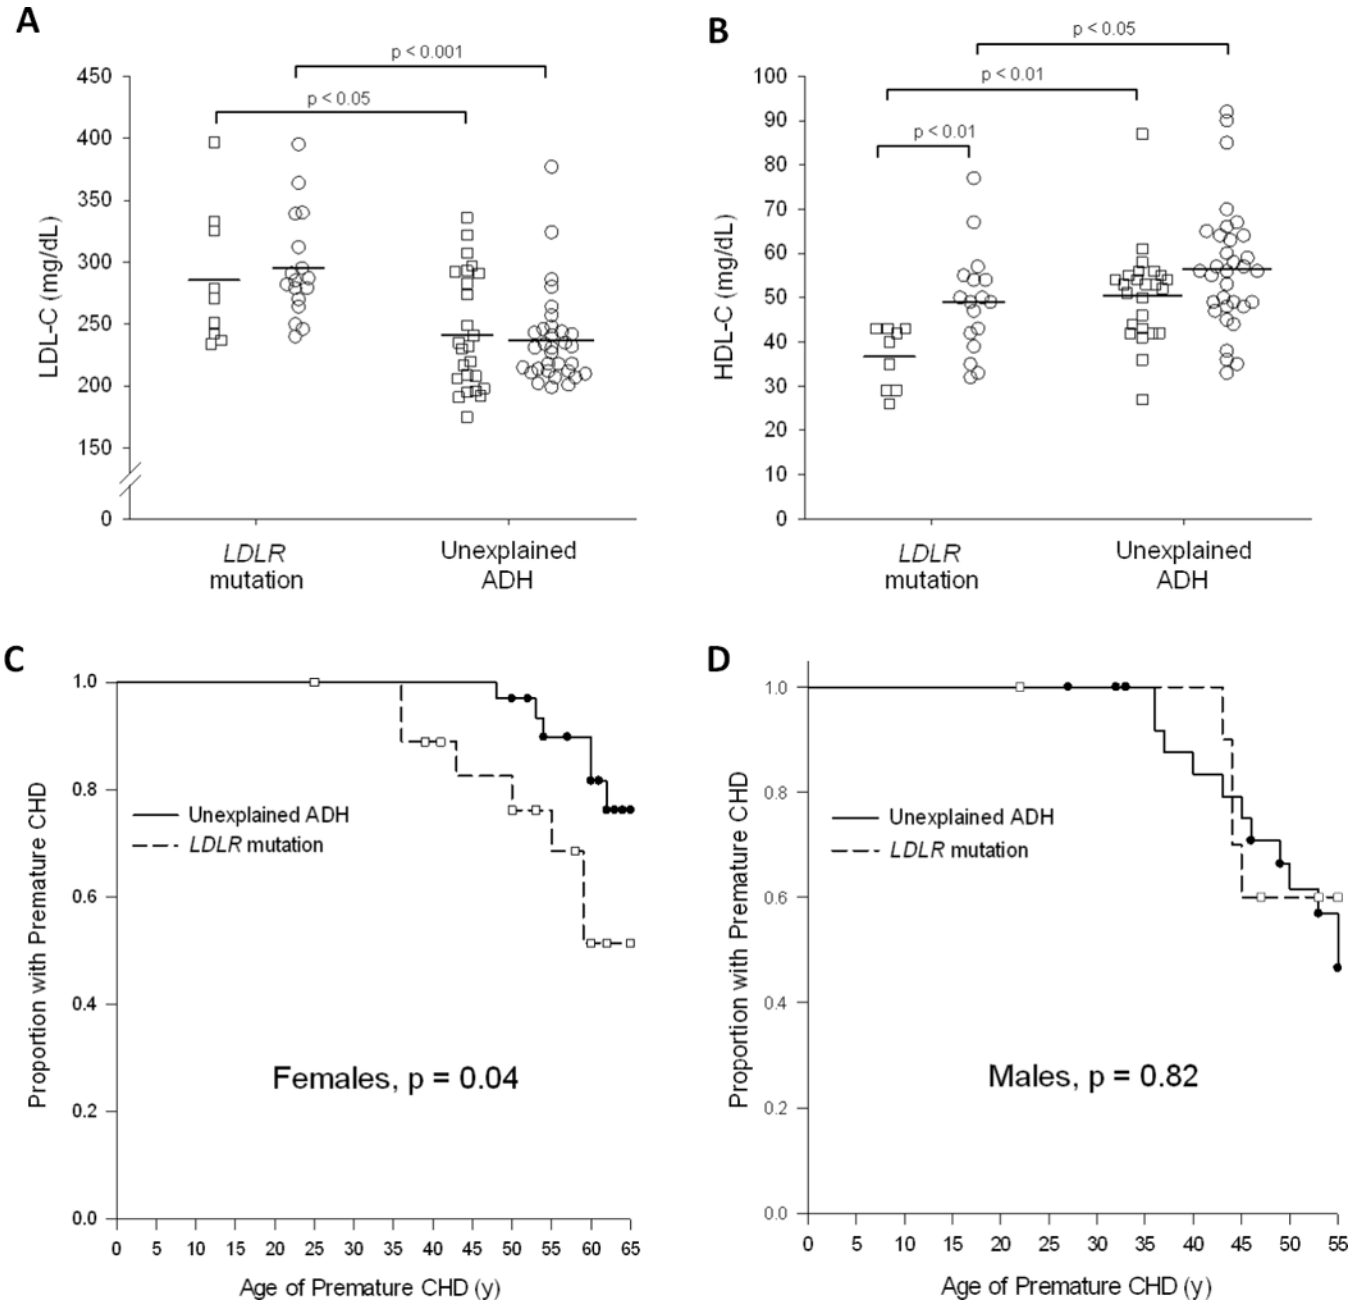 A
p < 0.001
p < 0.05
450
400
350
300
250
200
150
0
LDL-C (mg/dL)
LDLR
mutation
Unexplained
ADH
B
p < 0.05
p < 0.01
p < 0.01
100
90
80
70
60
50
40
30
20
10
0
HDL-C (mg/dL)
LDLR
mutation
Unexplained
ADH
C
1.0
0.8
0.6
0.4
0.2
0.0
Proportion with Premature CHD
Unexplained ADH
LDLR mutation
Females, p = 0.04
0 5 10 15 20 25 30 35 40 45 50 55 60 65
Age of Premature CHD (y)
D
1.0
0.8
0.6
0.4
0.2
0.0
Proportion with Premature CHD
Unexplained ADH
LDLR mutation
Males, p = 0.82
0 5 10 15 20 25 30 35 40 45 50 55
Age of Premature CHD (y)